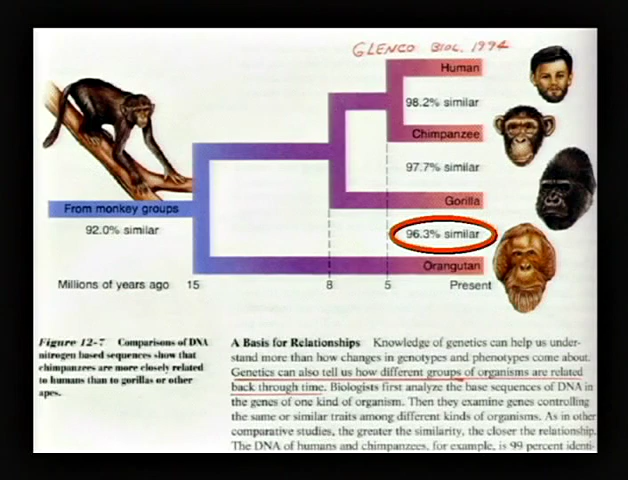 GLENCO BIOL. 1994
Human
98.2% similar
Chimpanzee
97.7% similar
Gorilla
From monkey groups
92.0% similar
96.3% similar
Orangutan
Millions of years ago 15 8 5 Present
Figure 12-7 Comparisons of DNA
nitrogen based sequences show that
chimpanzees are more closely related
to humans than to gorillas or other
apes.
A Basis for Relationships Knowledge of genetics can help us under-
stand more than how changes in genotypes and phenotypes come about.
Genetics can also tell us how different groups of organisms are related
back through time. Biologists first analyze the base sequences of DNA in
the genes of one kind of organism. Then they examine genes controlling
the same or similar traits among different kinds of organisms. As in other
comparative studies, the greater the similarity, the closer the relationship.
The DNA of humans and chimpanzees, for example, is 99 percent identi-